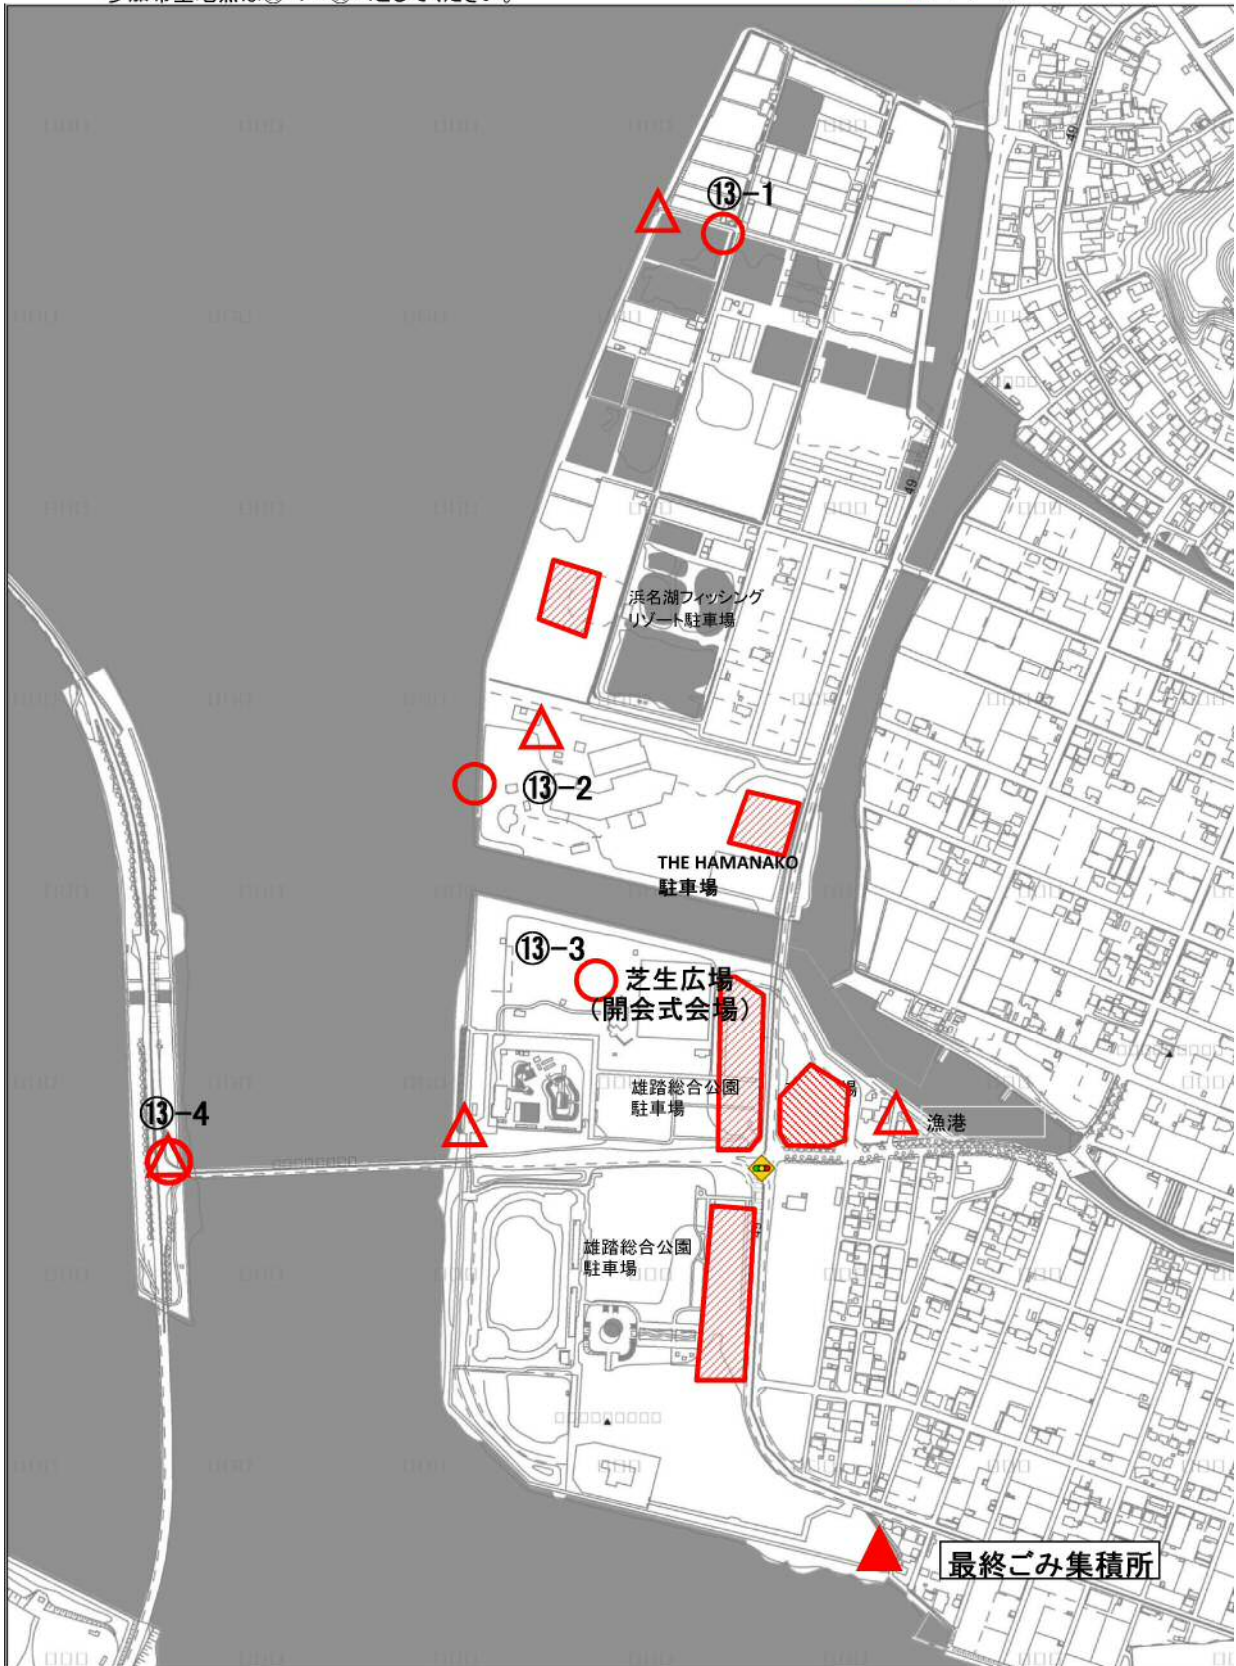 ⑬-1
49
49
浜名湖フィッシング
リゾート駐車場
⑬-2
THE HAMANAKO
駐車場
⑬-3
芝生広場
（開会式会場）
雄踏総合公園
駐車場
漁港
⑬-4
雄踏総合公園
駐車場
最終ごみ集積所